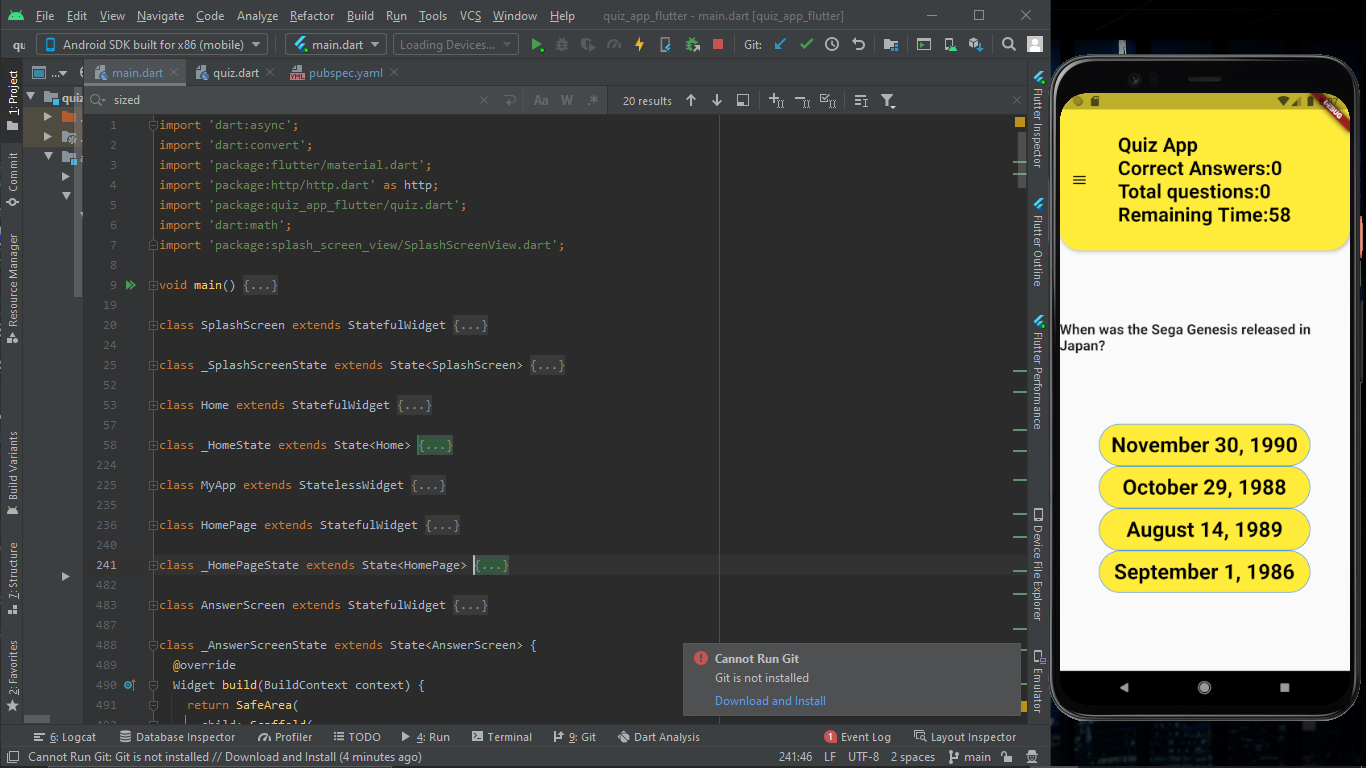 File Edit View Navigate Code Analyze Refactor Build Run Tools VCS Window Help quiz_app_flutter - main.dart [quiz_app_flutter]
qu Android SDK built for x86 (mobile) main.dart Loading Devices... Git:
... main.dart quiz.dart pubspec.yaml
sized Aa W .* 20 results
quiz
1 import 'dart:async';
2 import 'dart:convert';
3 import 'package:flutter/material.dart';
4 import 'package:http/http.dart' as http;
5 import 'package:quiz_app_flutter/quiz.dart';
6 import 'dart:math';
7 import 'package:splash_screen_view/SplashScreenView.dart';
8
9 void main() {...}
19
20 class SplashScreen extends StatefulWidget {...}
24
25 class _SplashScreenState extends State<SplashScreen> {...}
52
53 class Home extends StatefulWidget {...}
57
58 class _HomeState extends State<Home> {...}
224
225 class MyApp extends StatelessWidget {...}
235
236 class HomePage extends StatefulWidget {...}
240
241 class _HomePageState extends State<HomePage> {...}
482
483 class AnswerScreen extends StatefulWidget {...}
487
488 class _AnswerScreenState extends State<AnswerScreen> {
489 @override
490 Widget build(BuildContext context) {
491 return SafeArea(
492 child: Scaffold(
1: Project
Commit
Resource Manager
Build Variants
7: Structure
2: Favorites
Flutter Inspector
Flutter Outline
Flutter Performance
Device File Explorer
Emulator
Cannot Run Git
Git is not installed
Download and Install
6: Logcat Database Inspector Profiler TODO 4: Run Terminal 9: Git Dart Analysis 1 Event Log Layout Inspector
Cannot Run Git: Git is not installed // Download and Install (4 minutes ago) 241:46 LF UTF-8 2 spaces main
DEBUG
Quiz App
Correct Answers:0
Total questions:0
Remaining Time:58
When was the Sega Genesis released in
Japan?
November 30, 1990
October 29, 1988
August 14, 1989
September 1, 1986